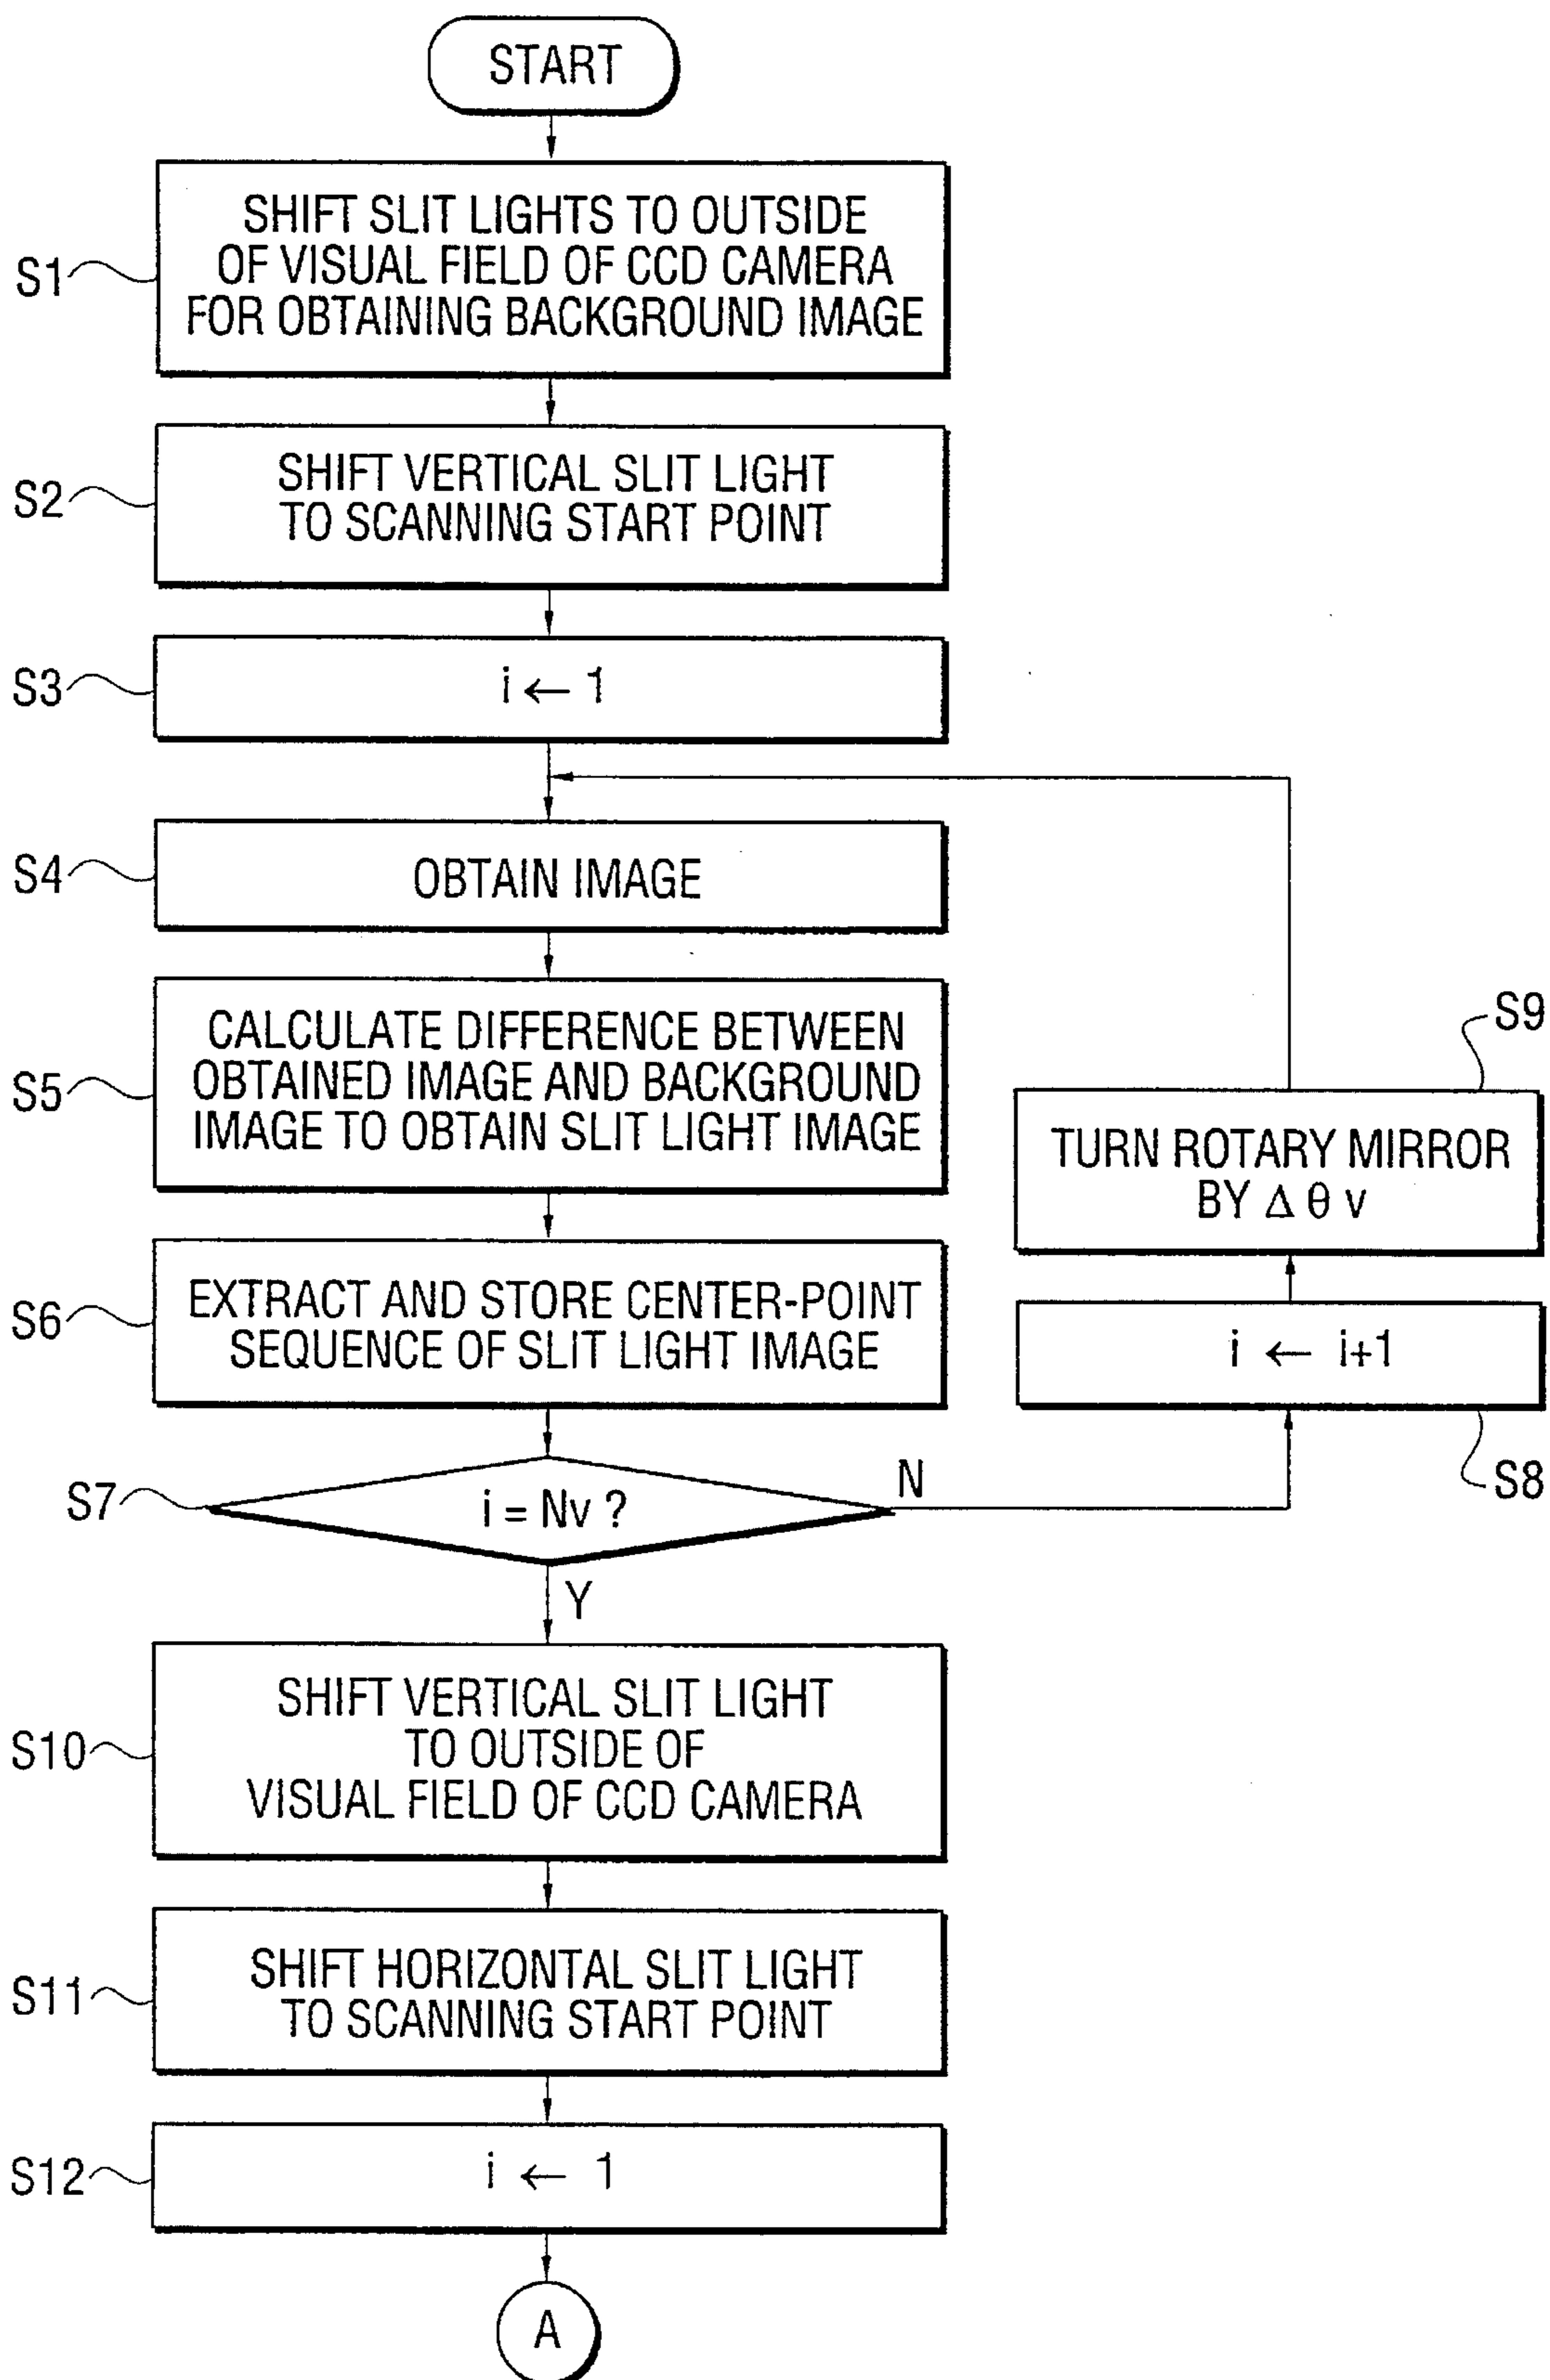 START
S1
SHIFT SLIT LIGHTS TO OUTSIDE
OF VISUAL FIELD OF CCD CAMERA
FOR OBTAINING BACKGROUND IMAGE
S2
SHIFT VERTICAL SLIT LIGHT
TO SCANNING START POINT
S3
i ← 1
S4
OBTAIN IMAGE
S5
CALCULATE DIFFERENCE BETWEEN
OBTAINED IMAGE AND BACKGROUND
IMAGE TO OBTAIN SLIT LIGHT IMAGE
S9
TURN ROTARY MIRROR
BY Δ θ v
S6
EXTRACT AND STORE CENTER-POINT
SEQUENCE OF SLIT LIGHT IMAGE
i ← i+1
S8
S7
i = Nv ?
N
Y
S10
SHIFT VERTICAL SLIT LIGHT
TO OUTSIDE OF
VISUAL FIELD OF CCD CAMERA
S11
SHIFT HORIZONTAL SLIT LIGHT
TO SCANNING START POINT
S12
i ← 1
A